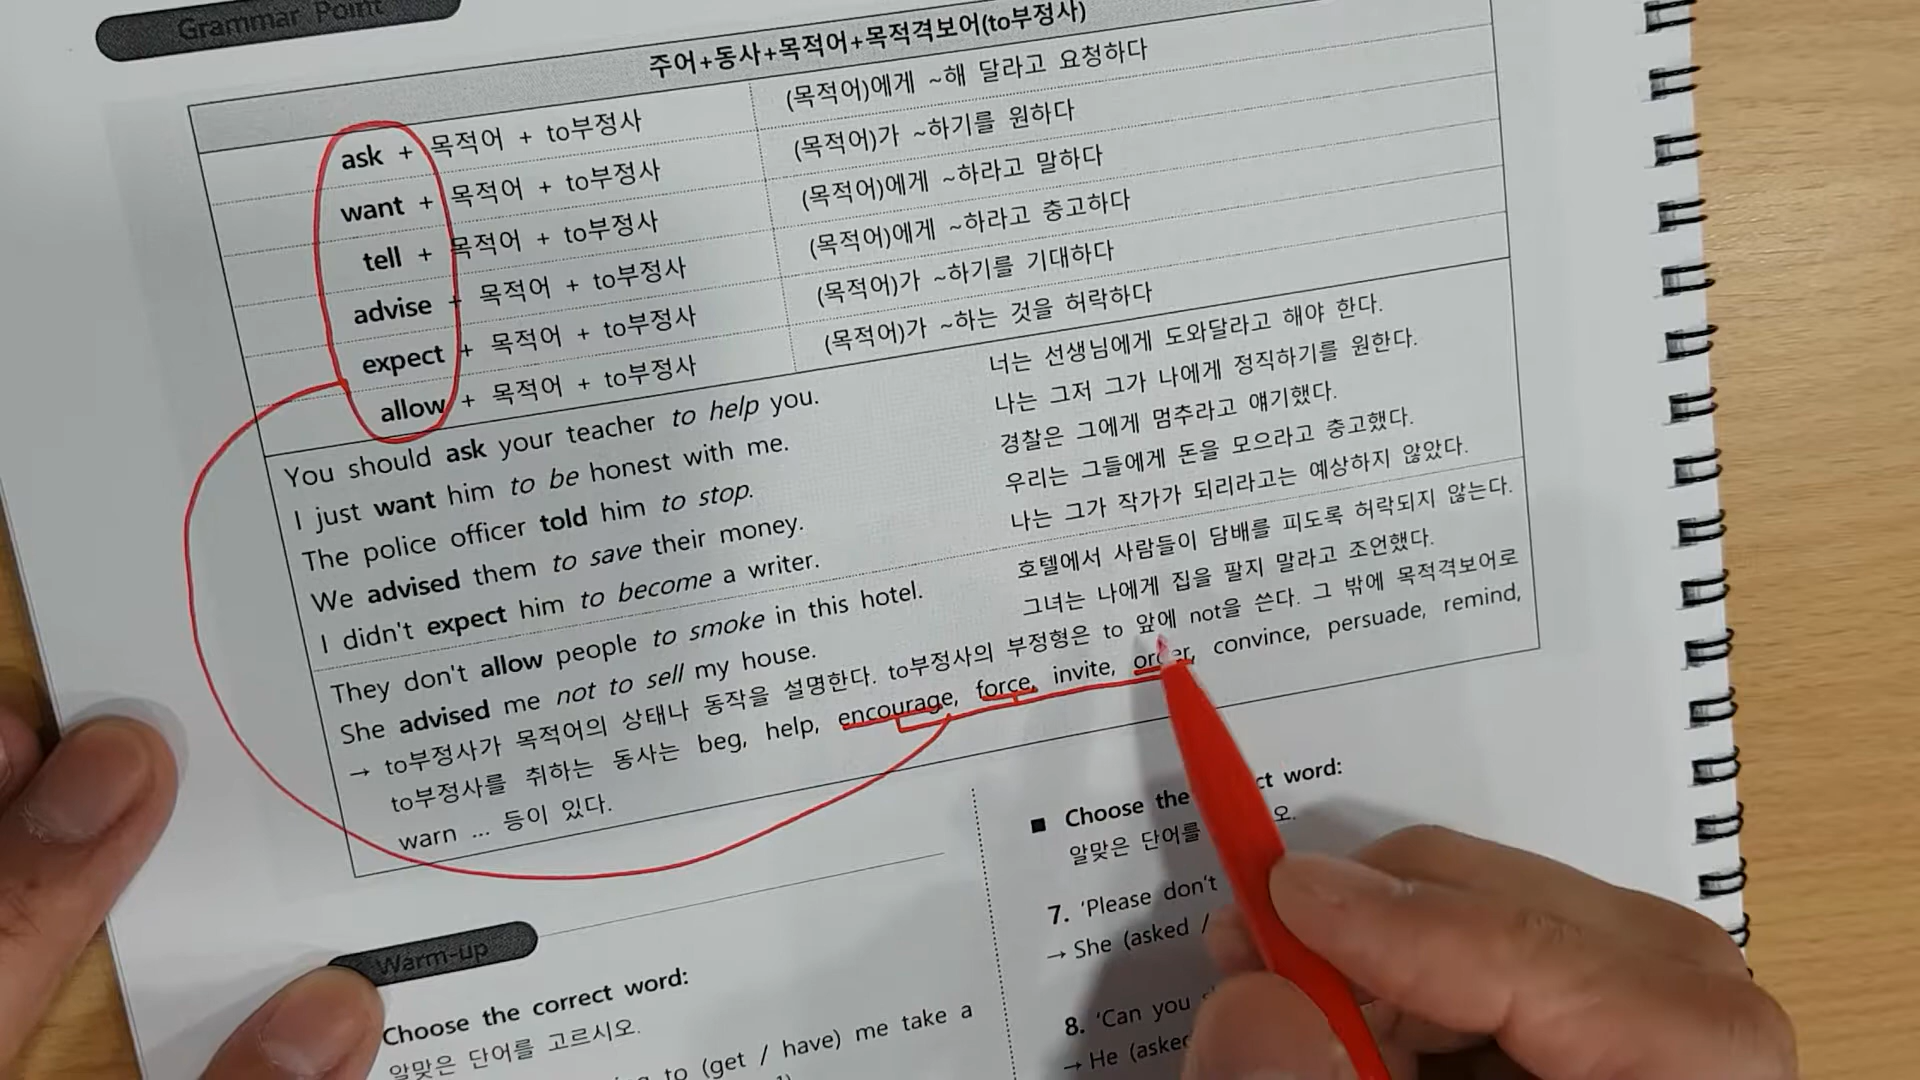 Grammar Point
주어+동사+목적어+목적격보어(to부정사)
ask + 목적어 + to부정사 (목적어)에게 ~해 달라고 요청하다
want + 목적어 + to부정사 (목적어)가 ~하기를 원하다
tell + 목적어 + to부정사 (목적어)에게 ~하라고 말하다
advise + 목적어 + to부정사 (목적어)에게 ~하라고 충고하다
expect + 목적어 + to부정사 (목적어)가 ~하기를 기대하다
allow + 목적어 + to부정사 (목적어)가 ~하는 것을 허락하다
You should ask your teacher to help you. 너는 선생님에게 도와달라고 해야 한다.
I just want him to be honest with me. 나는 그저 그가 나에게 정직하기를 원한다.
The police officer told him to stop. 경찰은 그에게 멈추라고 얘기했다.
We advised them to save their money. 우리는 그들에게 돈을 모으라고 충고했다.
I didn't expect him to become a writer. 나는 그가 작가가 되리라고는 예상하지 않았다.
They don't allow people to smoke in this hotel. 호텔에서 사람들이 담배를 피도록 허락되지 않는다.
She advised me not to sell my house. 그녀는 나에게 집을 팔지 말라고 조언했다.
→ to부정사가 목적어의 상태나 동작을 설명한다. to부정사의 부정형은 to 앞에 not을 쓴다. 그 밖에 목적격보어로
to부정사를 취하는 동사는 beg, help, encourage, force, invite, order, convince, persuade, remind,
warn ... 등이 있다.
Warm-up
Choose the correct word:
알맞은 단어를 고르시오.
to (get / have) me take a
■ Choose the correct word:
알맞은 단어를
7. 'Please don't
→ She (asked /
8. 'Can you
→ He (asked